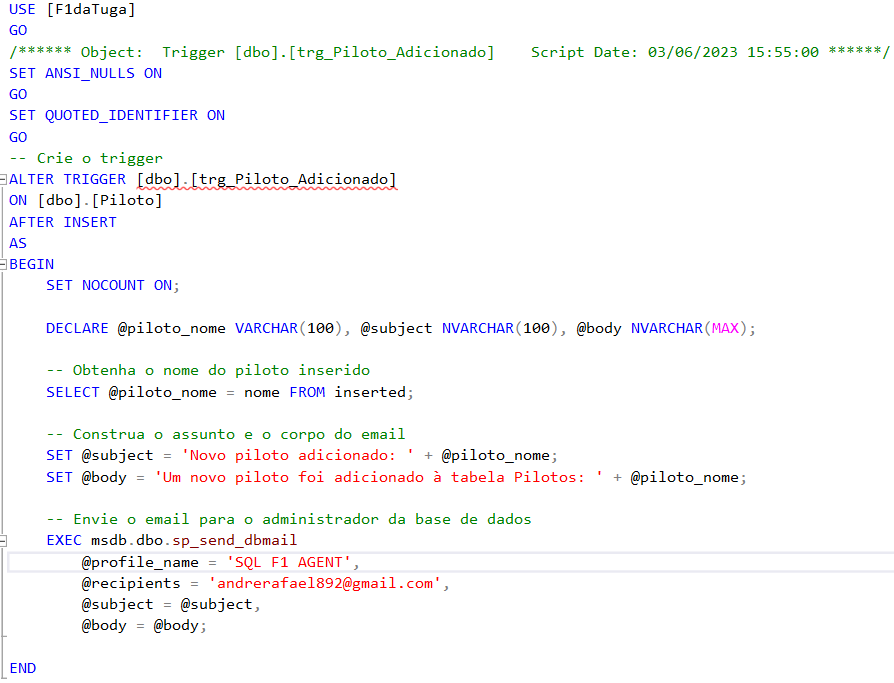 USE [F1daTuga]
GO
/****** Object:  Trigger [dbo].[trg_Piloto_Adicionado]    Script Date: 03/06/2023 15:55:00 ******/
SET ANSI_NULLS ON
GO
SET QUOTED_IDENTIFIER ON
GO
-- Crie o trigger
ALTER TRIGGER [dbo].[trg_Piloto_Adicionado]
ON [dbo].[Piloto]
AFTER INSERT
AS
BEGIN
    SET NOCOUNT ON;

    DECLARE @piloto_nome VARCHAR(100), @subject NVARCHAR(100), @body NVARCHAR(MAX);

    -- Obtenha o nome do piloto inserido
    SELECT @piloto_nome = nome FROM inserted;

    -- Construa o assunto e o corpo do email
    SET @subject = 'Novo piloto adicionado: ' + @piloto_nome;
    SET @body = 'Um novo piloto foi adicionado à tabela Pilotos: ' + @piloto_nome;

    -- Envie o email para o administrador da base de dados
    EXEC msdb.dbo.sp_send_dbmail
        @profile_name = 'SQL F1 AGENT',
        @recipients = 'andrerafael892@gmail.com',
        @subject = @subject,
        @body = @body;

END